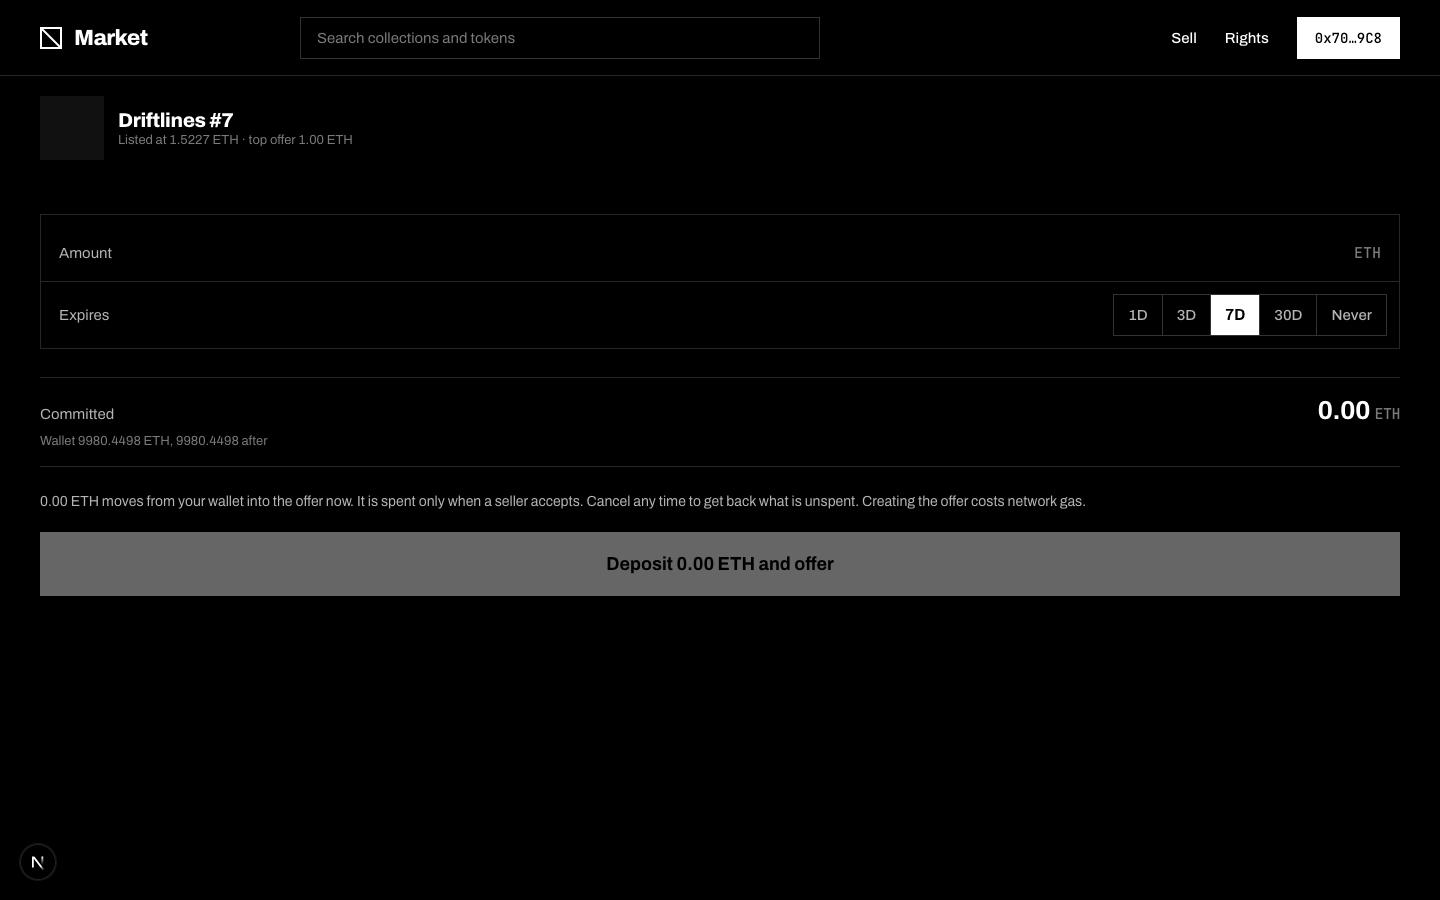 Market
Search collections and tokens
Sell
Rights
0x70…9C8
Driftlines #7
Listed at 1.5227 ETH · top offer 1.00 ETH
Amount
ETH
Expires
1D
3D
7D
30D
Never
Committed
0.00 ETH
Wallet 9980.4498 ETH, 9980.4498 after
0.00 ETH moves from your wallet into the offer now. It is spent only when a seller accepts. Cancel any time to get back what is unspent. Creating the offer costs network gas.
Deposit 0.00 ETH and offer
N